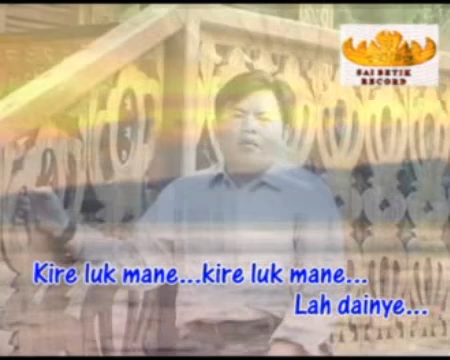 SAI BETIK
RECORD
Kire luk mane...kire luk mane...
Lah dainye...